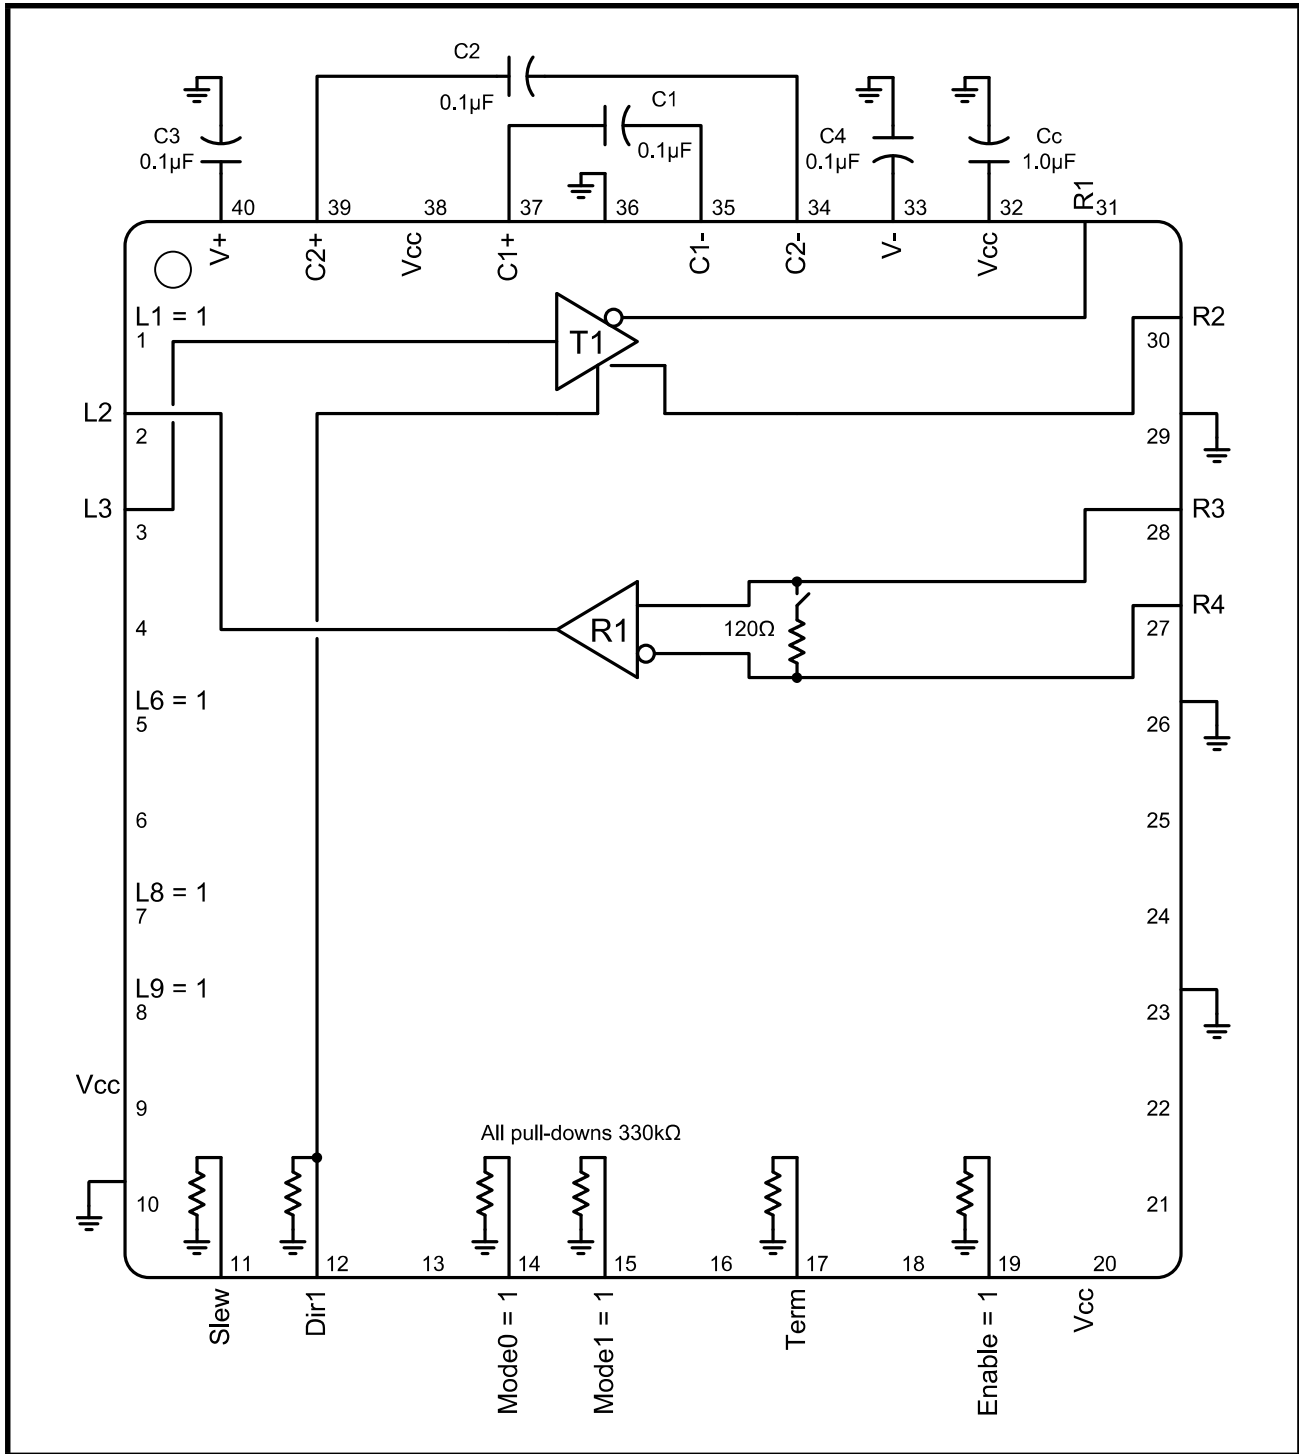 C2
0.1µF
C1
0.1µF
C3
0.1µF
C4
0.1µF
Cc
1.0µF
R1
40
39
38
37
36
35
34
33
32
31
V+
C2+
Vcc
C1+
C1-
C2-
V-
Vcc
L1 = 1
1
T1
R2
30
L2
2
29
L3
3
R3
28
4
R1
120Ω
R4
27
L6 = 1
5
26
6
25
L8 = 1
7
24
L9 = 1
8
23
Vcc
9
22
All pull-downs 330kΩ
10
21
11
12
13
14
15
16
17
18
19
20
Slew
Dir1
Mode0 = 1
Mode1 = 1
Term
Enable = 1
Vcc